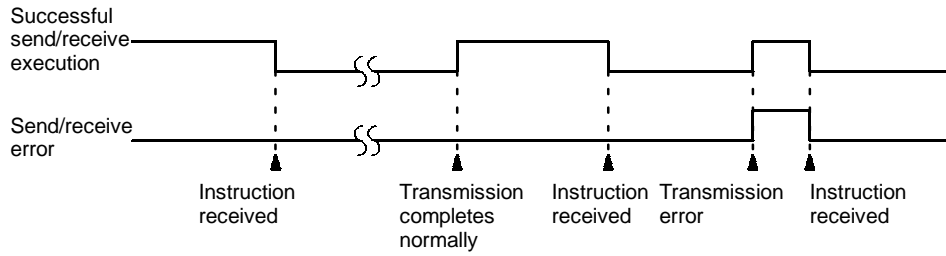 Successful
send/receive
execution
Send/receive
error
Instruction
received
Transmission
completes
normally
Instruction
received
Transmission
error
Instruction
received